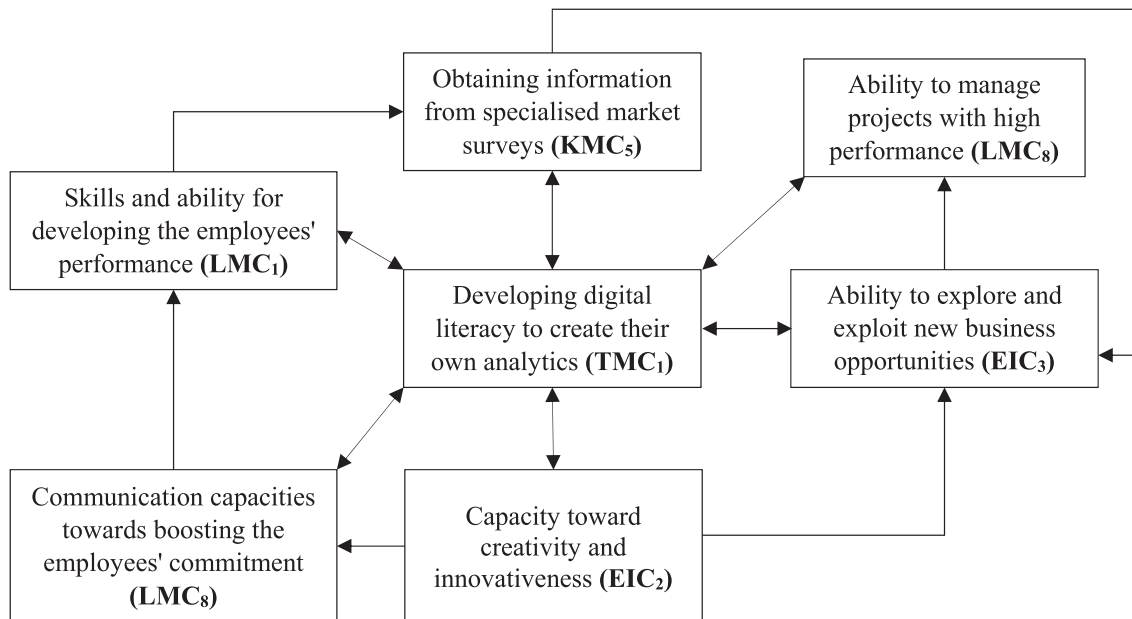 Obtaining information
from specialised market
surveys (KMC₅)
Ability to manage
projects with high
performance (LMC₈)
Skills and ability for
developing the employees'
performance (LMC₁)
Developing digital
literacy to create their
own analytics (TMC₁)
Ability to explore and
exploit new business
opportunities (EIC₃)
Communication capacities
towards boosting the
employees' commitment
(LMC₈)
Capacity toward
creativity and
innovativeness (EIC₂)